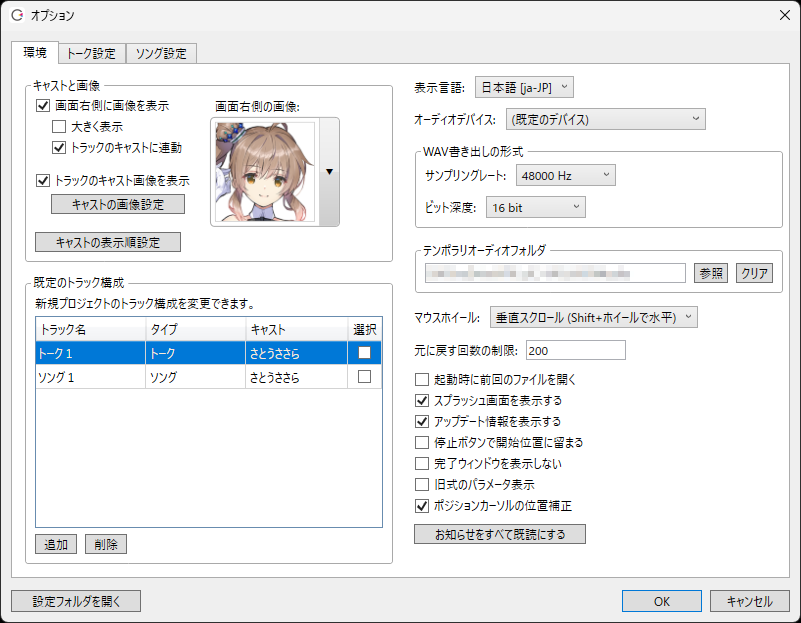 オプション
環境
トーク設定
ソング設定
キャストと画像
画面右側に画像を表示
大きく表示
トラックのキャストに連動
トラックのキャスト画像を表示
キャストの画像設定
キャストの表示順設定
画面右側の画像:
既定のトラック構成
新規プロジェクトのトラック構成を変更できます。
トラック名 タイプ キャスト 選択
トーク 1 トーク さとうささら
ソング 1 ソング さとうささら
追加 削除
表示言語: 日本語 [ja-JP]
オーディオデバイス: (既定のデバイス)
WAV書き出しの形式
サンプリングレート: 48000 Hz
ビット深度: 16 bit
テンポラリオーディオフォルダ
参照 クリア
マウスホイール: 垂直スクロール (Shift+ホイールで水平)
元に戻す回数の制限: 200
起動時に前回のファイルを開く
スプラッシュ画面を表示する
アップデート情報を表示する
停止ボタンで開始位置に留まる
完了ウィンドウを表示しない
旧式のパラメータ表示
ポジションカーソルの位置補正
お知らせをすべて既読にする
設定フォルダを開く
OK キャンセル